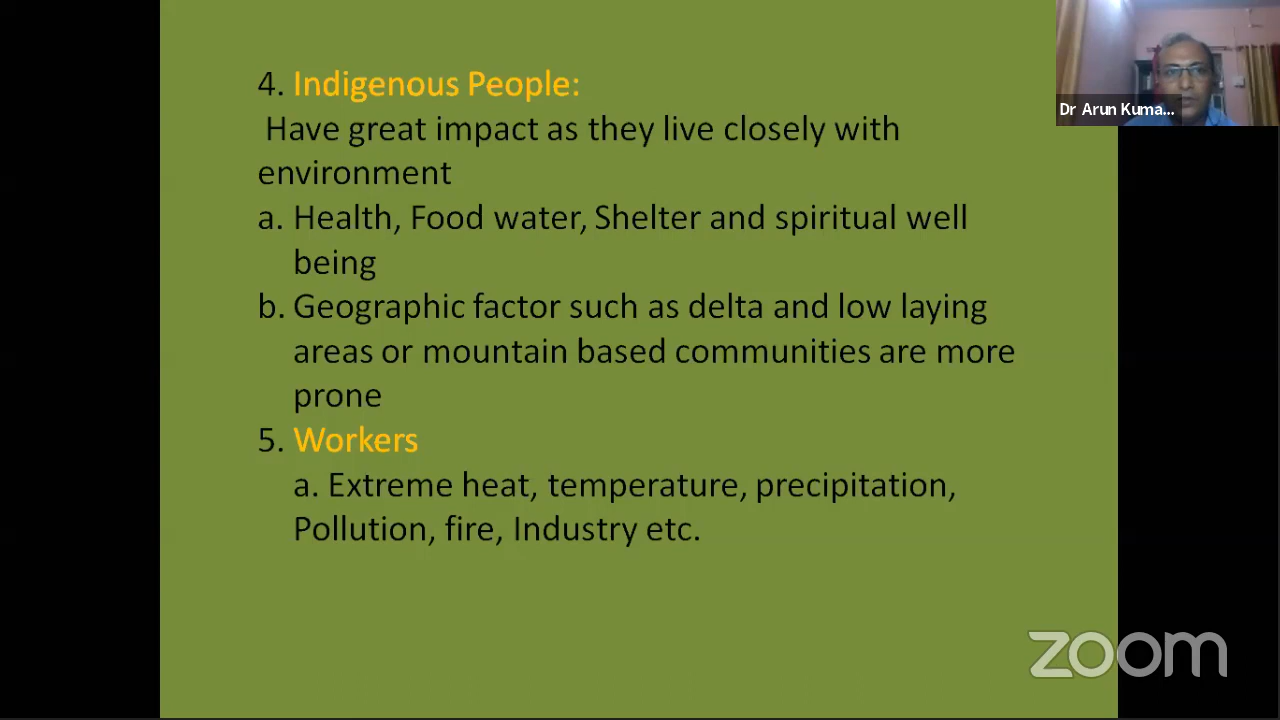 4. Indigenous People:
Have great impact as they live closely with
environment
a. Health, Food water, Shelter and spiritual well
being
b. Geographic factor such as delta and low laying
areas or mountain based communities are more
prone
5. Workers
a. Extreme heat, temperature, precipitation,
Pollution, fire, Industry etc.
Dr Arun Kuma...
zoom